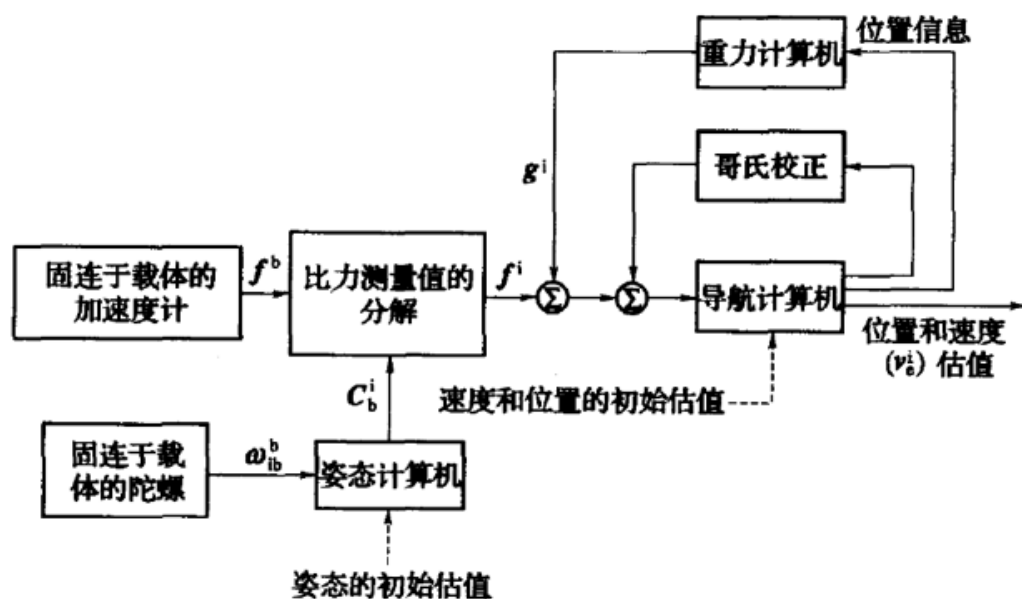 重力计算机
位置信息
g^i
哥氏校正
固连于载体的
加速度计
f^b
比力测量值的
分解
f^i
Σ
Σ
导航计算机
位置和速度
(v_e^i) 估值
C_b^i
速度和位置的初始估值
固连于载
体的陀螺
ω_ib^b
姿态计算机
姿态的初始估值